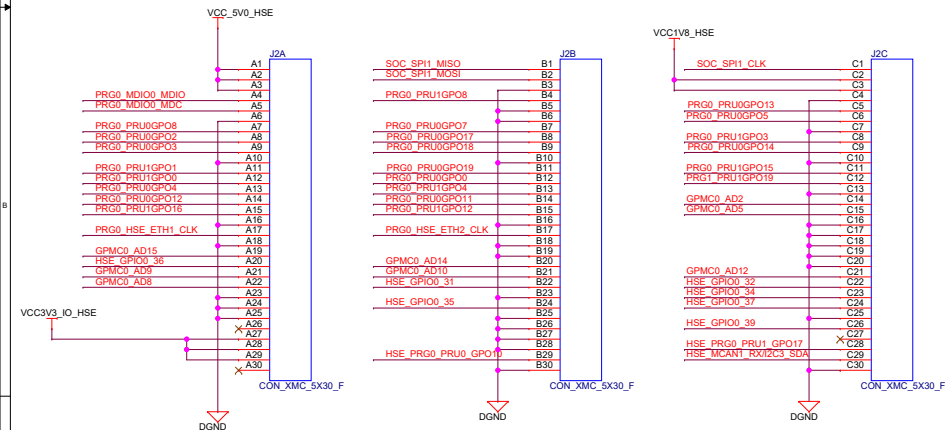 VCC_5V0_HSE
J2A
A1
A2
A3
PRG0_MDIO0_MDIO A4
PRG0_MDIO0_MDC A5
A6
PRG0_PRU0GPO8 A7
PRG0_PRU0GPO2 A8
PRG0_PRU0GPO3 A9
A10
PRG0_PRU1GPO1 A11
PRG0_PRU1GPO0 A12
PRG0_PRU0GPO4 A13
PRG0_PRU0GPO12 A14
PRG0_PRU1GPO16 A15
A16
PRG0_HSE_ETH1_CLK A17
A18
GPMC0_AD15 A19
HSE_GPIO0_36 A20
GPMC0_AD9 A21
GPMC0_AD8 A22
A23
A24
A25
VCC3V3_IO_HSE
A26
A27
A28
A29
A30
CON_XMC_5X30_F
DGND
J2B
SOC_SPI1_MISO B1
SOC_SPI1_MOSI B2
B3
PRG0_PRU1GPO8 B4
B5
B6
PRG0_PRU0GPO7 B7
PRG0_PRU0GPO17 B8
PRG0_PRU0GPO18 B9
B10
PRG0_PRU0GPO19 B11
PRG0_PRU0GPO0 B12
PRG0_PRU1GPO4 B13
PRG0_PRU0GPO11 B14
PRG0_PRU1GPO12 B15
B16
PRG0_HSE_ETH2_CLK B17
B18
B19
GPMC0_AD14 B20
GPMC0_AD10 B21
HSE_GPIO0_31 B22
B23
HSE_GPIO0_35 B24
B25
B26
B27
B28
HSE_PRG0_PRU0_GPO10 B29
B30
CON_XMC_5X30_F
DGND
VCC1V8_HSE
J2C
SOC_SPI1_CLK C1
C2
C3
C4
PRG0_PRU0GPO13 C5
PRG0_PRU0GPO5 C6
C7
PRG0_PRU1GPO3 C8
PRG0_PRU0GPO14 C9
C10
PRG0_PRU1GPO15 C11
PRG1_PRU1GPO19 C12
C13
GPMC0_AD2 C14
GPMC0_AD5 C15
C16
C17
C18
C19
C20
GPMC0_AD12 C21
HSE_GPIO0_32 C22
HSE_GPIO0_34 C23
HSE_GPIO0_37 C24
C25
HSE_GPIO0_39 C26
C27
HSE_PRG0_PRU1_GPO17 C28
HSE_MCAN1_RX/I2C3_SDA C29
C30
CON_XMC_5X30_F
DGND
B